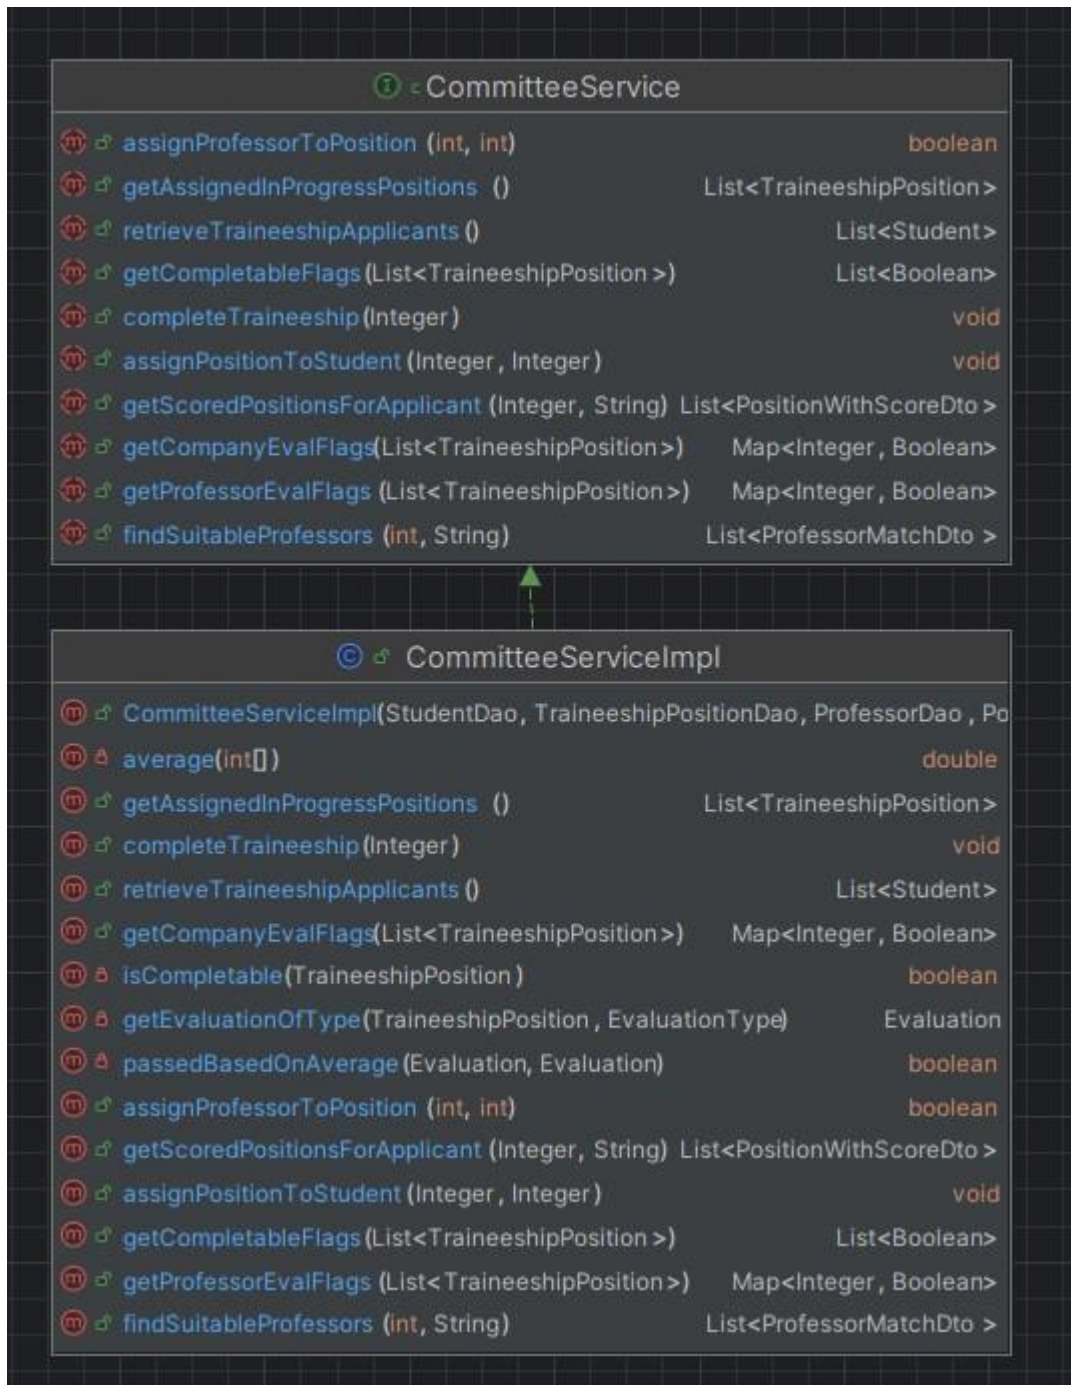 CommitteeService
assignProfessorToPosition (int, int) boolean
getAssignedInProgressPositions () List<TraineeshipPosition>
retrieveTraineeshipApplicants () List<Student>
getCompletableFlags(List<TraineeshipPosition>) List<Boolean>
completeTraineeship(Integer) void
assignPositionToStudent(Integer, Integer) void
getScoredPositionsForApplicant (Integer, String) List<PositionWithScoreDto>
getCompanyEvalFlags(List<TraineeshipPosition>) Map<Integer, Boolean>
getProfessorEvalFlags (List<TraineeshipPosition>) Map<Integer, Boolean>
findSuitableProfessors (int, String) List<ProfessorMatchDto>
CommitteeServiceImpl
CommitteeServiceImpl(StudentDao, TraineeshipPositionDao, ProfessorDao, Po
average(int[]) double
getAssignedInProgressPositions () List<TraineeshipPosition>
completeTraineeship(Integer) void
retrieveTraineeshipApplicants () List<Student>
getCompanyEvalFlags(List<TraineeshipPosition>) Map<Integer, Boolean>
isCompletable(TraineeshipPosition) boolean
getEvaluationOfType(TraineeshipPosition, EvaluationType) Evaluation
passedBasedOnAverage(Evaluation, Evaluation) boolean
assignProfessorToPosition (int, int) boolean
getScoredPositionsForApplicant (Integer, String) List<PositionWithScoreDto>
assignPositionToStudent(Integer, Integer) void
getCompletableFlags(List<TraineeshipPosition>) List<Boolean>
getProfessorEvalFlags (List<TraineeshipPosition>) Map<Integer, Boolean>
findSuitableProfessors (int, String) List<ProfessorMatchDto>